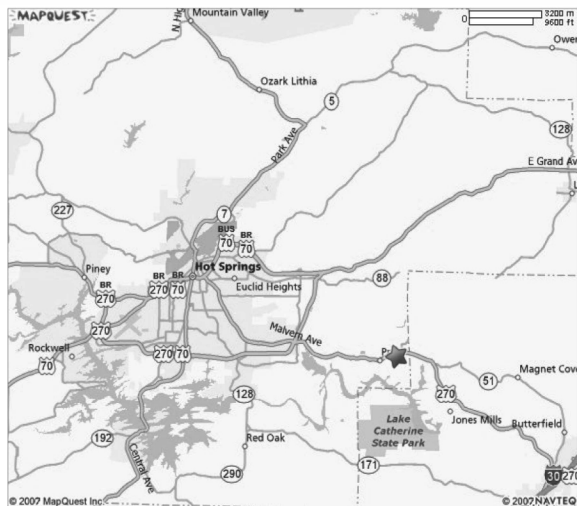 MAPQUEST
3200 m
0
9600 ft
Mountain Valley
Ozark Lithia
5
Park Ave
128
E Grand Av
227
7
BUS
70
BR
70
Hot Springs
Piney
BR
270
BR
270
BR
70
Euclid Heights
88
270
Malvern Ave
270
70
Rockwell
70
128
51
Magnet Cov
270
Jones Mills
Butterfield
Lake
Catherine
State Park
192
Central Ave
Red Oak
171
290
30
270
© 2007 MapQuest Inc
© 2007 NAVTEQ